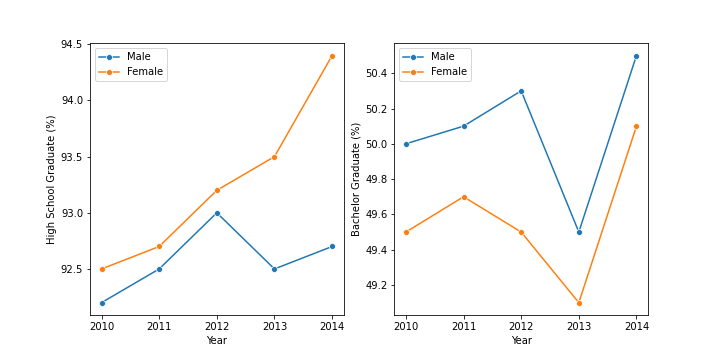 High School Graduate (%)
94.5
94.0
93.5
93.0
92.5
Male
Female
2010 2011 2012 2013 2014
Year
Bachelor Graduate (%)
50.4
50.2
50.0
49.8
49.6
49.4
49.2
Male
Female
2010 2011 2012 2013 2014
Year